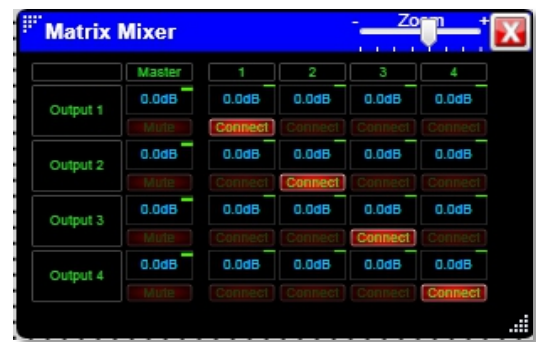 Matrix Mixer - Zoom +
Master 1 2 3 4
Output 1 0.0dB 0.0dB 0.0dB 0.0dB 0.0dB
Mute Connect Connect Connect Connect
Output 2 0.0dB 0.0dB 0.0dB 0.0dB 0.0dB
Mute Connect Connect Connect Connect
Output 3 0.0dB 0.0dB 0.0dB 0.0dB 0.0dB
Mute Connect Connect Connect Connect
Output 4 0.0dB 0.0dB 0.0dB 0.0dB 0.0dB
Mute Connect Connect Connect Connect